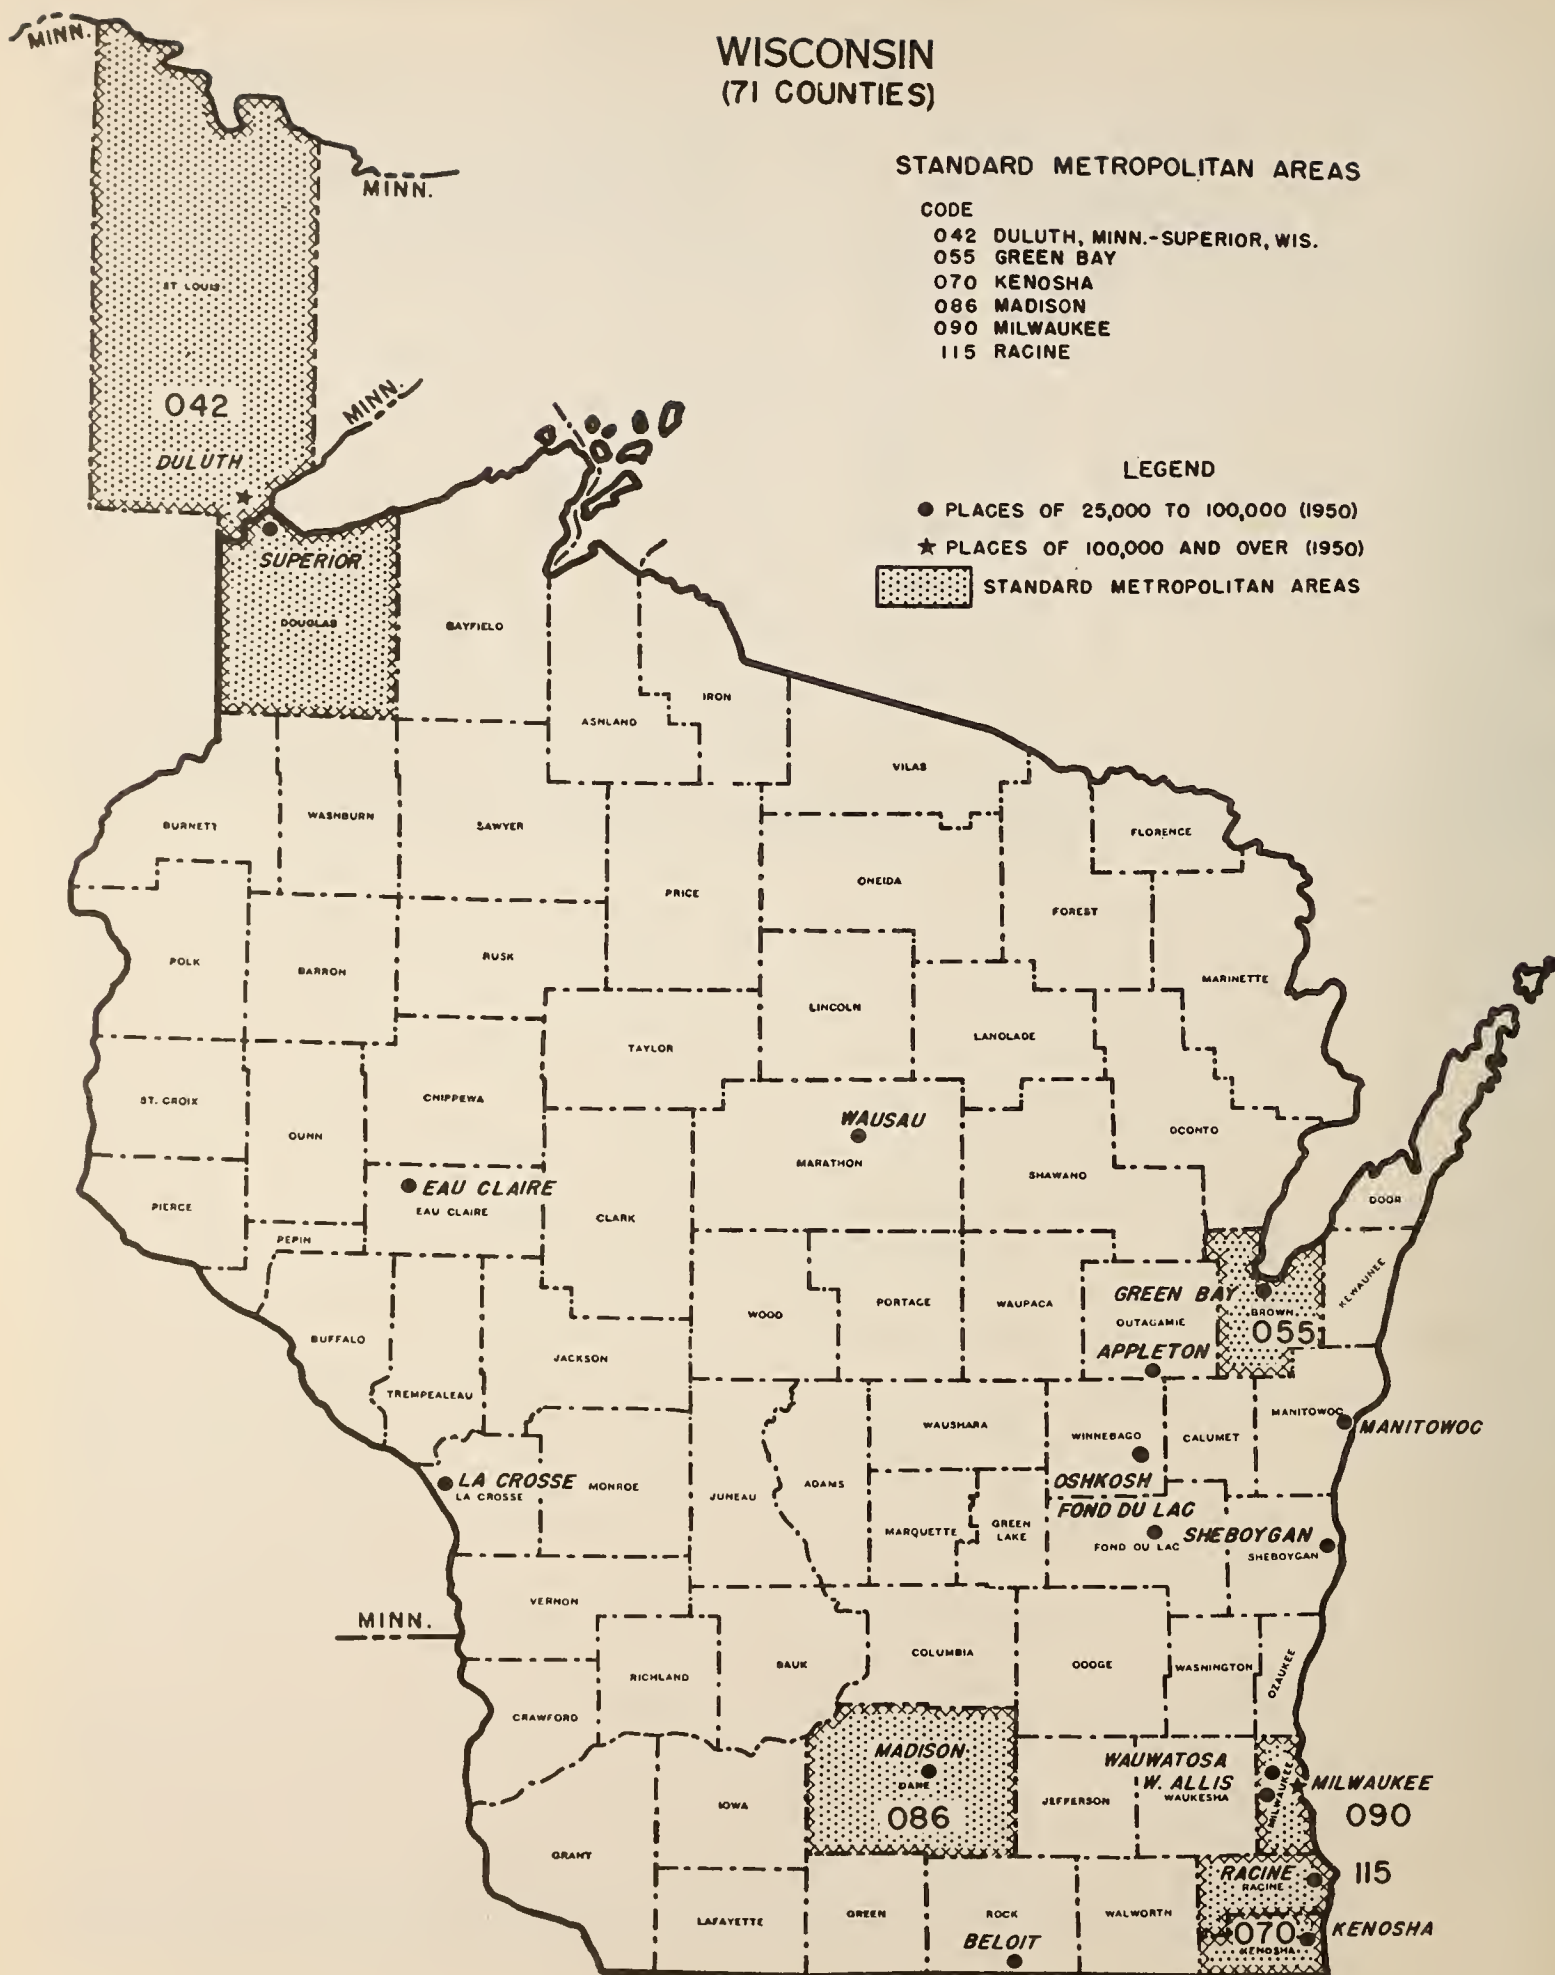 MINN.
WISCONSIN
(71 COUNTIES)
MINN.
STANDARD METROPOLITAN AREAS
CODE
042 DULUTH, MINN.-SUPERIOR, WIS.
055 GREEN BAY
070 KENOSHA
086 MADISON
090 MILWAUKEE
115 RACINE
ST LOUIS
042
DULUTH
MINN.
LEGEND
PLACES OF 25,000 TO 100,000 (1950)
PLACES OF 100,000 AND OVER (1950)
STANDARD METROPOLITAN AREAS
SUPERIOR
DOUGLAS
BAYFIELD
ASHLAND
IRON
VILAS
BURNETT
WASHBURN
SAWYER
FLORENCE
PRICE
ONEIDA
FOREST
POLK
BARRON
RUSK
MARINETTE
LINCOLN
LANGLADE
TAYLOR
ST. CROIX
CHIPPEWA
DUNN
WAUSAU
MARATHON
OCONTO
SHAWANO
EAU CLAIRE
EAU CLAIRE
PIERCE
CLARK
DOOR
PEPIN
KEWAUNEE
WOOD
PORTAGE
WAUPACA
GREEN BAY
BROWN
OUTAGAMIE
055
APPLETON
BUFFALO
JACKSON
TREMPEALEAU
WAUSHARA
WINNEBAGO
CALUMET
MANITOWOC
MANITOWOC
LA CROSSE
LA CROSSE
MONROE
JUNEAU
ADAMS
OSHKOSH
FOND DU LAC
MARQUETTE
GREEN
LAKE
FOND DU LAC
SHEBOYGAN
SHEBOYGAN
VERNON
MINN.
RICHLAND
SAUK
COLUMBIA
DODGE
WASHINGTON
OZAUKEE
CRAWFORD
MADISON
DANE
086
WAUWATOSA
W. ALLIS
WAUKESHA
MILWAUKEE
MILWAUKEE
090
IOWA
JEFFERSON
GRANT
RACINE
RACINE
115
LAFAYETTE
GREEN
ROCK
WALWORTH
BELOIT
070
KENOSHA
KENOSHA